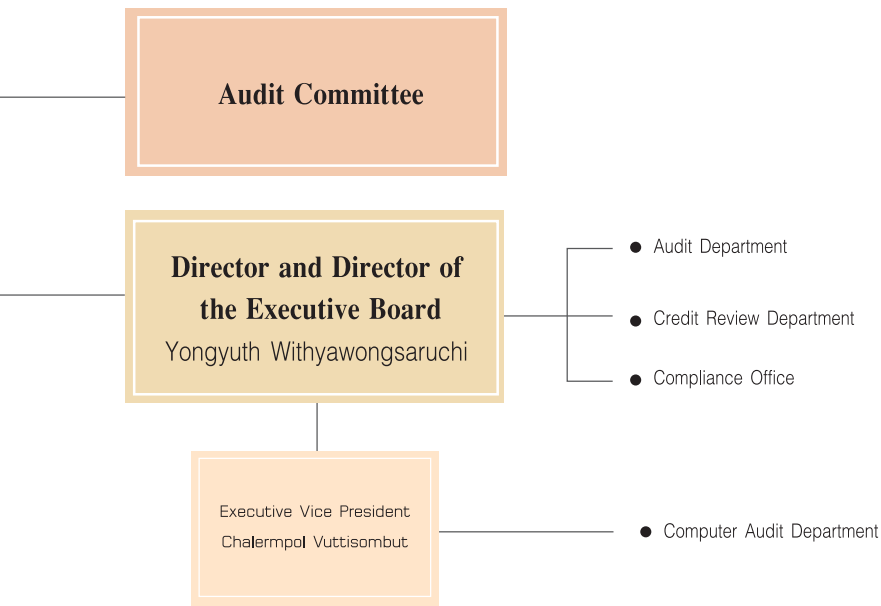 Audit Committee
Director and Director of
the Executive Board
Yongyuth Withyawongsaruchi
● Audit Department
● Credit Review Department
● Compliance Office
Executive Vice President
Chalermpol Vuttisombut
● Computer Audit Department